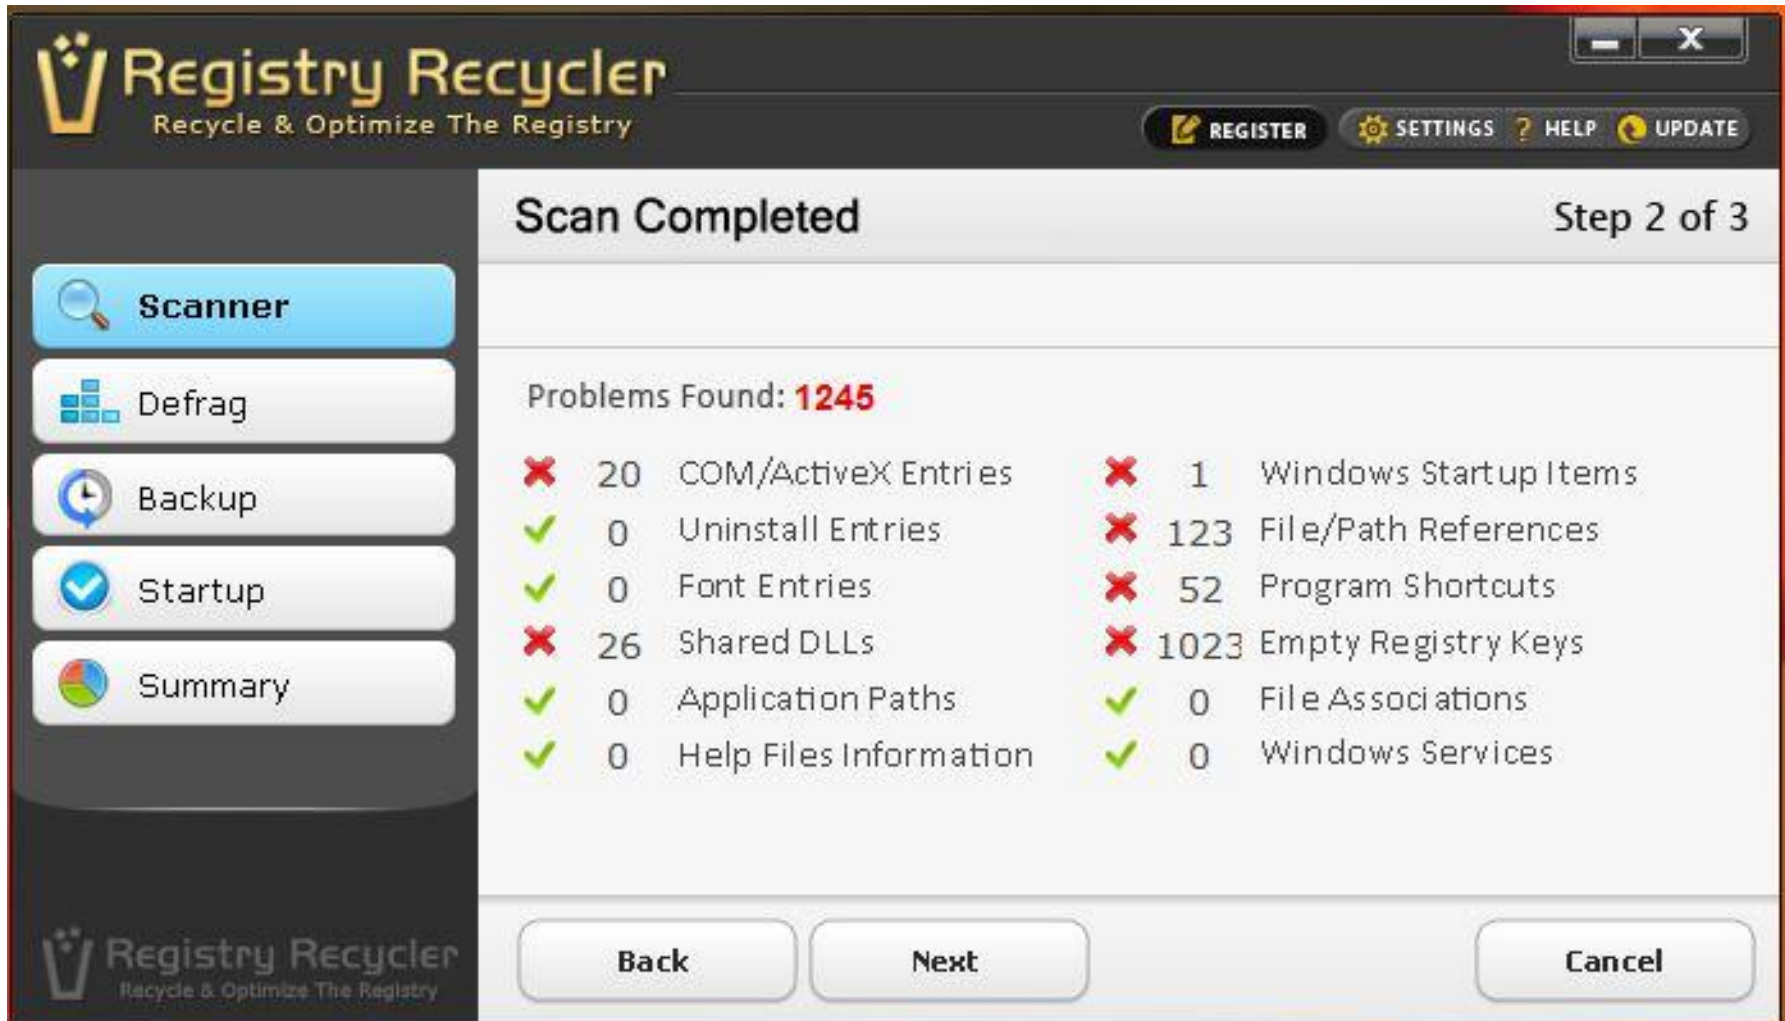 Registry Recycler
Recycle & Optimize The Registry
REGISTER SETTINGS ? HELP UPDATE
Scan Completed Step 2 of 3
Scanner
Defrag
Backup
Startup
Summary
Problems Found: 1245
20 COM/ActiveX Entries
0 Uninstall Entries
0 Font Entries
26 Shared DLLs
0 Application Paths
0 Help Files Information
1 Windows Startup Items
123 File/Path References
52 Program Shortcuts
1023 Empty Registry Keys
0 File Associations
0 Windows Services
Registry Recycler
Recycle & Optimize The Registry
Back Next Cancel